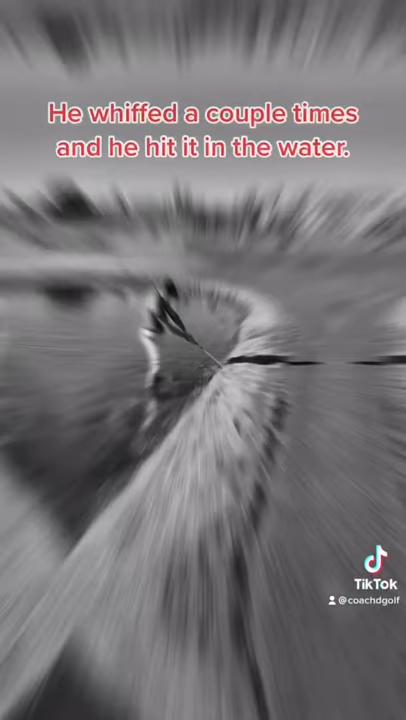 He whiffed a couple times
and he hit it in the water.
TikTok
@coachdgolf